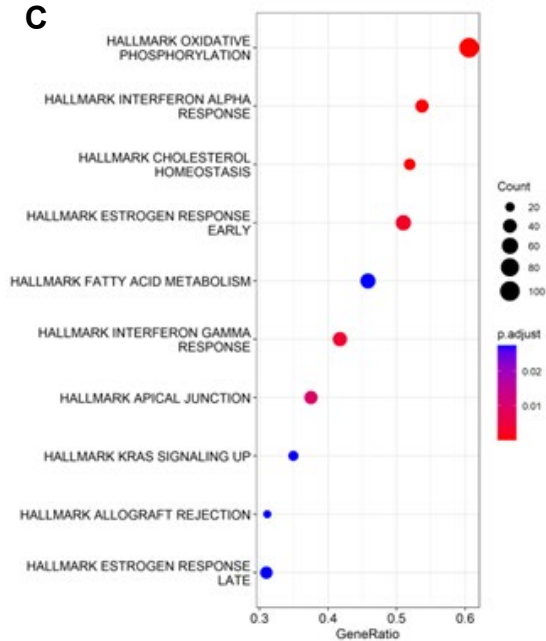 C
HALLMARK OXIDATIVE
PHOSPHORYLATION
HALLMARK INTERFERON ALPHA
RESPONSE
HALLMARK CHOLESTEROL
HOMEOSTASIS
HALLMARK ESTROGEN RESPONSE
EARLY
HALLMARK FATTY ACID METABOLISM
HALLMARK INTERFERON GAMMA
RESPONSE
HALLMARK APICAL JUNCTION
HALLMARK KRAS SIGNALING UP
HALLMARK ALLOGRAFT REJECTION
HALLMARK ESTROGEN RESPONSE
LATE
0.3 0.4 0.5 0.6
GeneRatio
Count
20
40
60
80
100
p.adjust
0.02
0.01